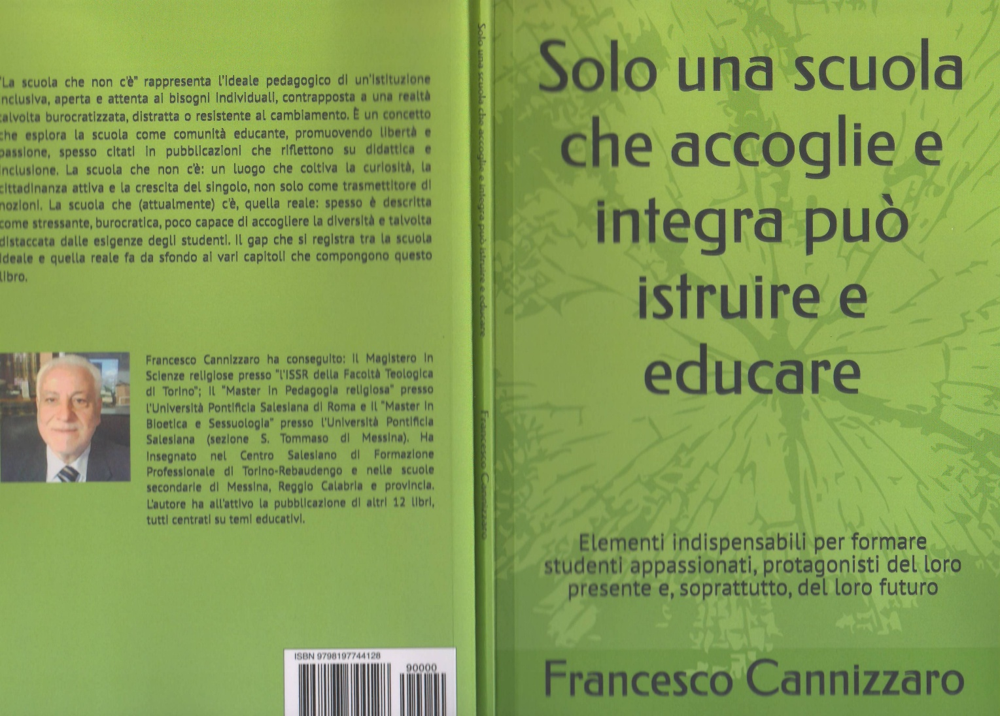 "La scuola che non c'è" rappresenta l'ideale pedagogico di un'istituzione
inclusiva, aperta e attenta ai bisogni individuali, contrapposta a una realtà
talvolta burocratizzata, distratta o resistente al cambiamento. È un concetto
che esplora la scuola come comunità educante, promuovendo libertà e
passione, spesso citati in pubblicazioni che riflettono su didattica e
inclusione. La scuola che non c'è: un luogo che coltiva la curiosità, la
cittadinanza attiva e la crescita del singolo, non solo come trasmettitore di
nozioni. La scuola che (attualmente) c'è, quella reale: spesso è descritta
come stressante, burocratica, poco capace di accogliere la diversità e talvolta
distaccata dalle esigenze degli studenti. Il gap che si registra tra la scuola
ideale e quella reale fa da sfondo ai vari capitoli che compongono questo
libro.
Francesco Cannizzaro ha conseguito: il Magistero in
Scienze religiose presso "l'ISSR della Facoltà Teologica
di Torino"; il "Master in Pedagogia religiosa" presso
l'Università Pontificia Salesiana di Roma e il "Master in
Bioetica e Sessuologia" presso l'Università Pontificia
Salesiana (sezione S. Tommaso di Messina). Ha
insegnato nel Centro Salesiano di Formazione
Professionale di Torino-Rebaudengo e nelle scuole
secondarie di Messina, Reggio Calabria e provincia.
L'autore ha all'attivo la pubblicazione di altri 12 libri,
tutti centrati su temi educativi.
ISBN 9798197744128
90000
Solo una scuola che accoglie e integra può istruire e educare
Francesco Cannizzaro
Solo una scuola
che accoglie e
integra può
istruire e
educare
Elementi indispensabili per formare
studenti appassionati, protagonisti del loro
presente e, soprattutto, del loro futuro
Francesco Cannizzaro